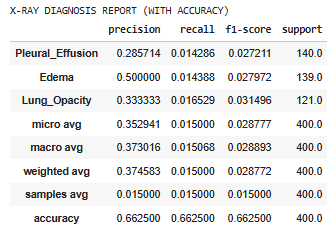 X-RAY DIAGNOSIS REPORT (WITH ACCURACY)
precision recall f1-score support
Pleural_Effusion 0.285714 0.014286 0.027211 140.0
Edema 0.500000 0.014388 0.027972 139.0
Lung_Opacity 0.333333 0.016529 0.031496 121.0
micro avg 0.352941 0.015000 0.028777 400.0
macro avg 0.373016 0.015068 0.028893 400.0
weighted avg 0.374583 0.015000 0.028772 400.0
samples avg 0.015000 0.015000 0.015000 400.0
accuracy 0.662500 0.662500 0.662500 400.0